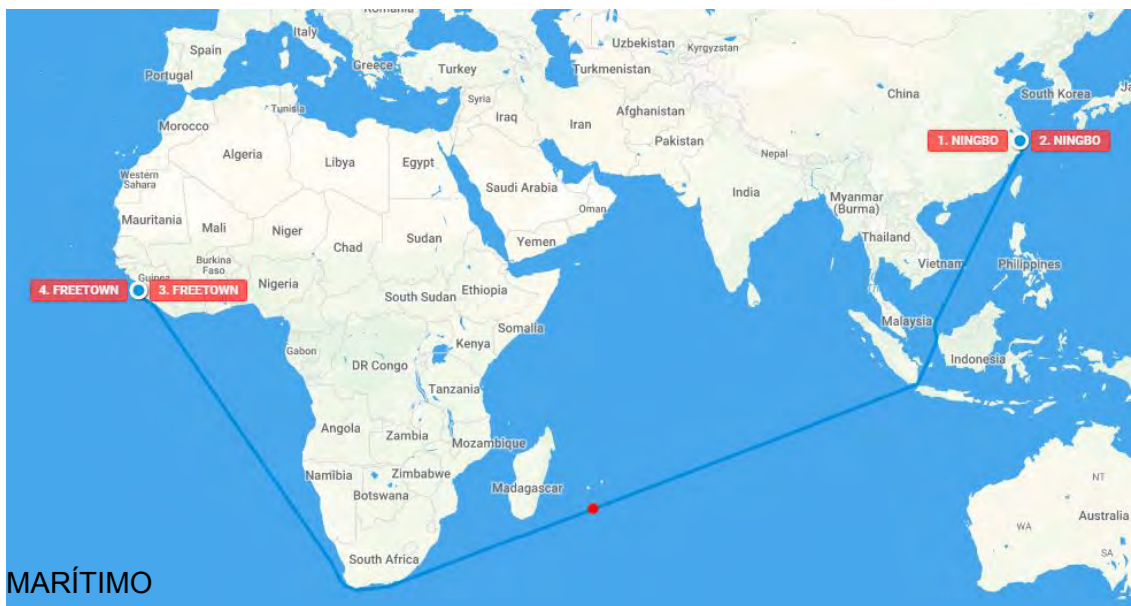 Romania
Italy
Spain
Portugal
Greece
Turkey
Uzbekistan
Kyrgyzstan
Turkmenistan
China
South Korea
Tunisia
Syria
Iraq
Iran
Afghanistan
Pakistan
Nepal
Morocco
Algeria
Libya
Egypt
1. NINGBO
2. NINGBO
Western
Sahara
Saudi Arabia
Oman
India
Myanmar
(Burma)
Mauritania
Mali
Niger
Chad
Sudan
Yemen
Thailand
Vietnam
Philippines
Burkina
Faso
Guinea
Nigeria
South Sudan
Ethiopia
4. FREETOWN
3. FREETOWN
Somalia
Malaysia
Gabon
Kenya
DR Congo
Indonesia
Tanzania
Angola
Zambia
Mozambique
Namibia
Zimbabwe
Madagascar
Botswana
NT
Australia
WA
SA
South Africa
MARÍTIMO